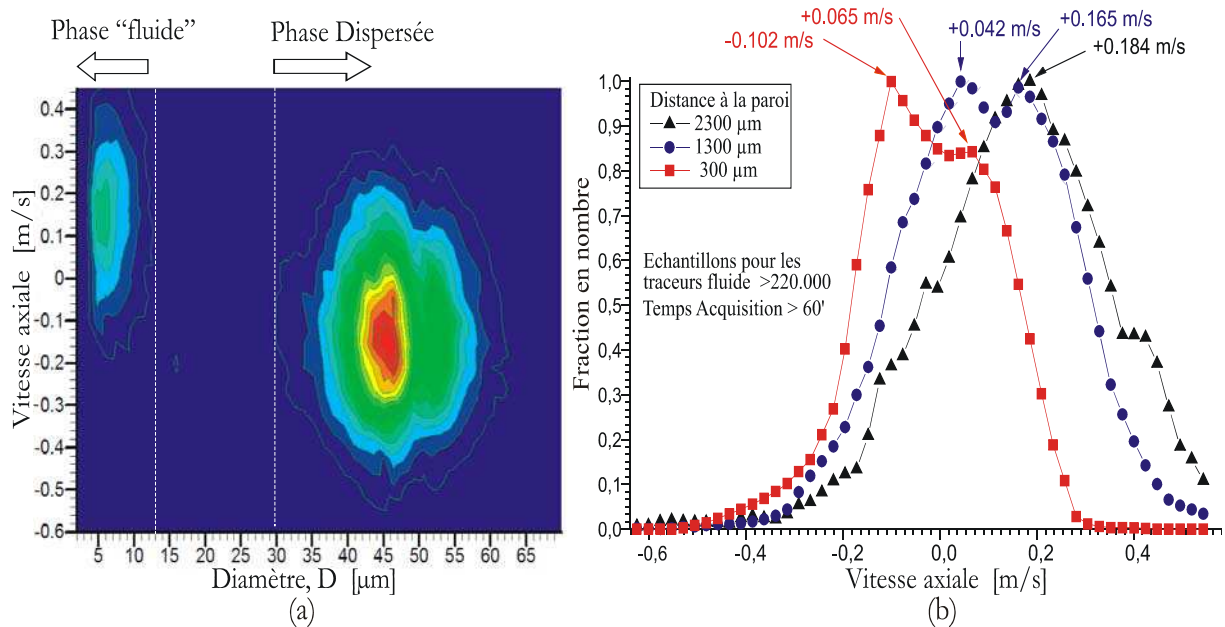 Phase “fluide”
Phase Dispersée
Vitesse axiale [m/s]
0.4
0.3
0.2
0.1
0
-0.1
-0.2
-0.3
-0.4
-0.5
-0.6
5
10
15
20
25
30
35
40
45
50
55
60
65
Diamètre, D [µm]
(a)
+0.065 m/s
-0.102 m/s
+0.042 m/s
+0.165 m/s
+0.184 m/s
Distance à la paroi
2300 µm
1300 µm
300 µm
Echantillons pour les
traceurs fluide >220.000
Temps Acquisition > 60'
Fraction en nombre
1,0
0,9
0,8
0,7
0,6
0,5
0,4
0,3
0,2
0,1
0,0
-0,6
-0,4
-0,2
0,0
0,2
0,4
Vitesse axiale [m/s]
(b)